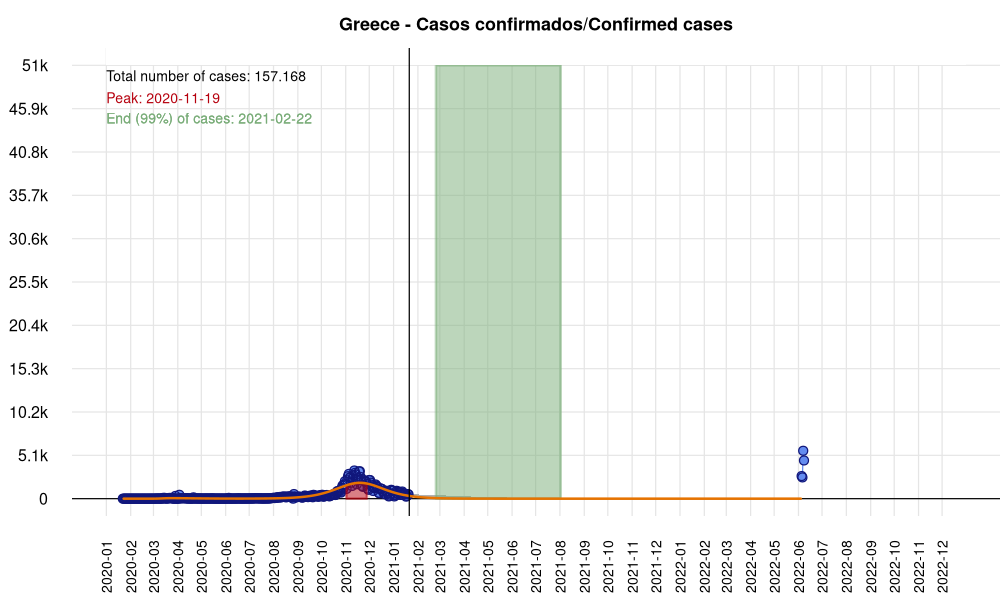 Greece - Casos confirmados/Confirmed cases
Total number of cases: 157.168
Peak: 2020-11-19
End (99%) of cases: 2021-02-22
51k
45.9k
40.8k
35.7k
30.6k
25.5k
20.4k
15.3k
10.2k
5.1k
0
2020-01
2020-02
2020-03
2020-04
2020-05
2020-06
2020-07
2020-08
2020-09
2020-10
2020-11
2020-12
2021-01
2021-02
2021-03
2021-04
2021-05
2021-06
2021-07
2021-08
2021-09
2021-10
2021-11
2021-12
2022-01
2022-02
2022-03
2022-04
2022-05
2022-06
2022-07
2022-08
2022-09
2022-10
2022-11
2022-12